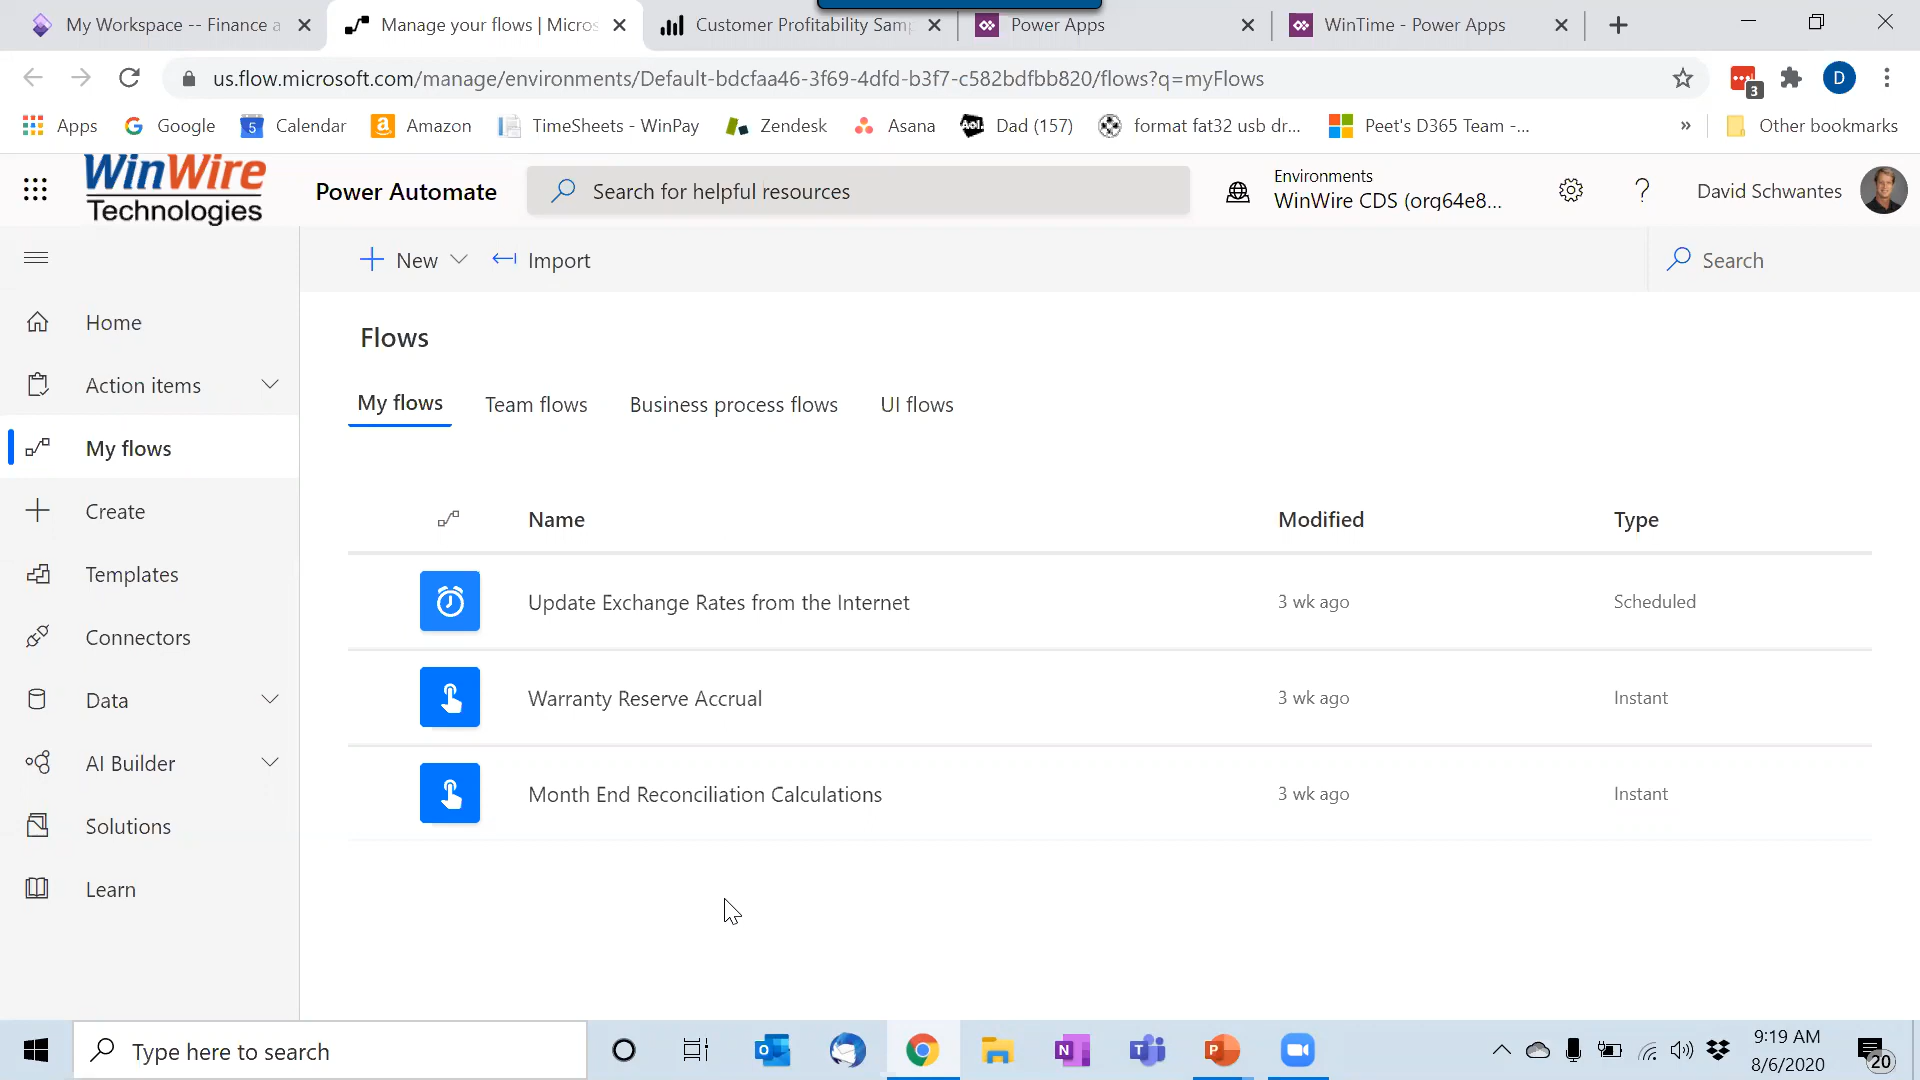 My Workspace -- Finance a
Manage your flows | Micros
Customer Profitability Samp
Power Apps
WinTime - Power Apps
us.flow.microsoft.com/manage/environments/Default-bdcfaa46-3f69-4dfd-b3f7-c582bdfbb820/flows?q=myFlows
3
D
Apps
Google
5
Calendar
a
Amazon
TimeSheets - WinPay
Zendesk
Asana
Aol.
Dad (157)
format fat32 usb dr...
Peet's D365 Team -...
»
Other bookmarks
WinWire
Technologies
Power Automate
Search for helpful resources
Environments
WinWire CDS (org64e8...
?
David Schwantes
New
Import
Search
Home
Action items
My flows
Create
Templates
Connectors
Data
AI Builder
Solutions
Learn
Flows
My flows
Team flows
Business process flows
UI flows
Name
Modified
Type
Update Exchange Rates from the Internet
3 wk ago
Scheduled
Warranty Reserve Accrual
3 wk ago
Instant
Month End Reconciliation Calculations
3 wk ago
Instant
Type here to search
9:19 AM
8/6/2020
20